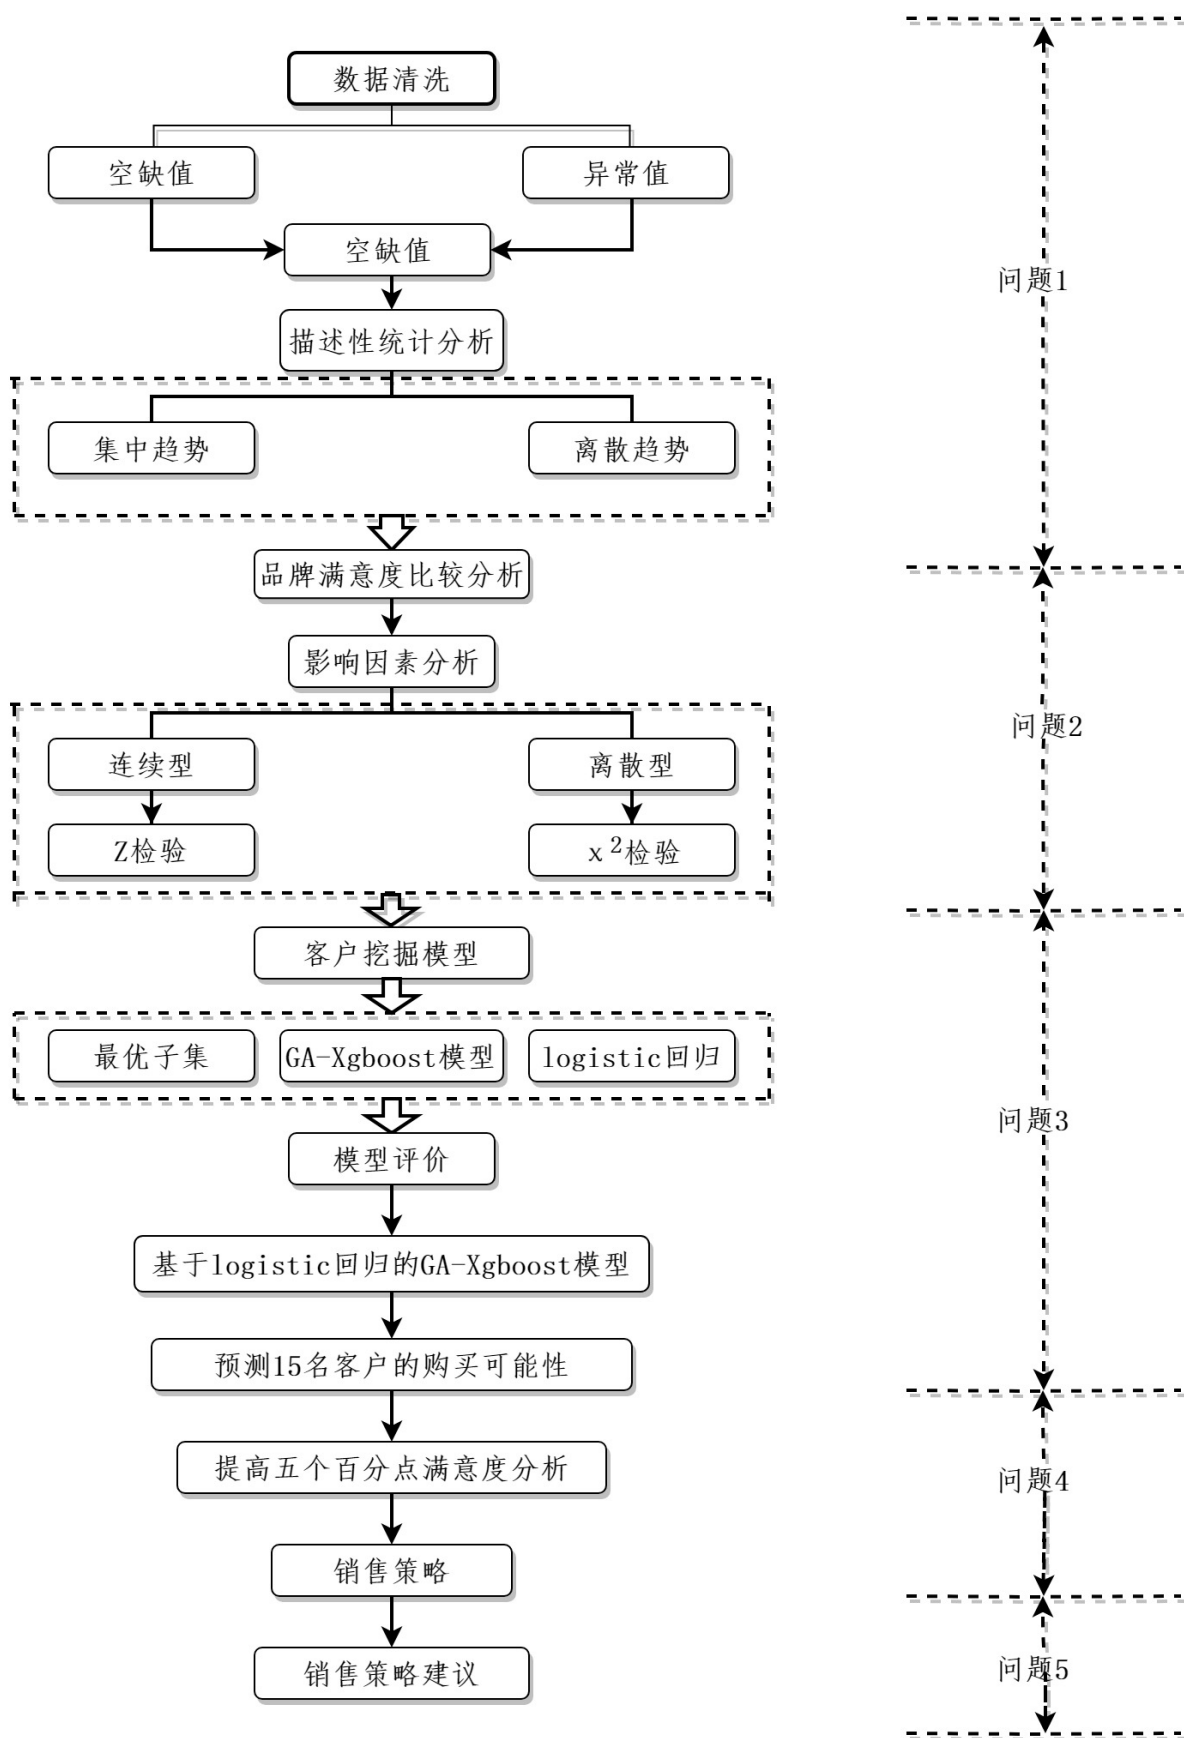 数据清洗
空缺值
异常值
空缺值
描述性统计分析
集中趋势
离散趋势
品牌满意度比较分析
影响因素分析
连续型
离散型
Z检验
x²检验
客户挖掘模型
最优子集
GA-Xgboost模型
logistic回归
模型评价
基于logistic回归的GA-Xgboost模型
预测15名客户的购买可能性
提高五个百分点满意度分析
销售策略
销售策略建议
问题1
问题2
问题3
问题4
问题5